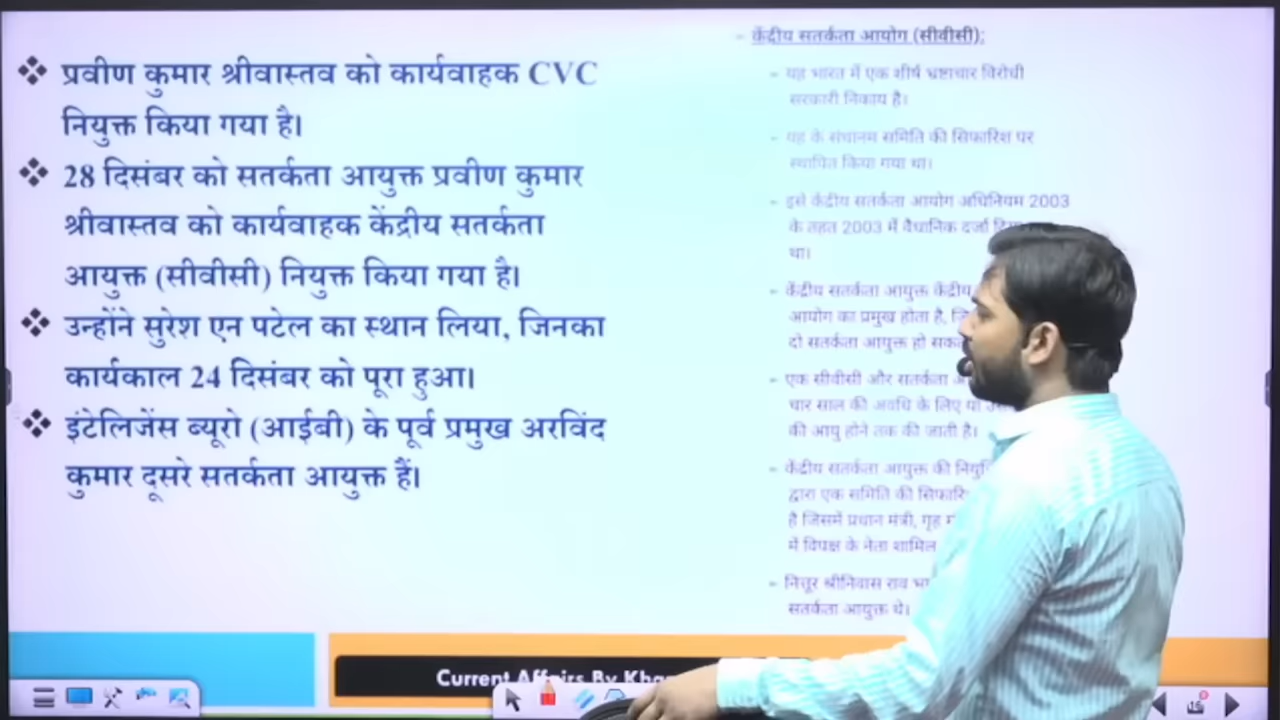 ❖ प्रवीण कुमार श्रीवास्तव को कार्यवाहक CVC
नियुक्त किया गया है।
❖ 28 दिसंबर को सतर्कता आयुक्त प्रवीण कुमार
श्रीवास्तव को कार्यवाहक केंद्रीय सतर्कता
आयुक्त (सीवीसी) नियुक्त किया गया है।
❖ उन्होंने सुरेश एन पटेल का स्थान लिया, जिनका
कार्यकाल 24 दिसंबर को पूरा हुआ।
❖ इंटेलिजेंस ब्यूरो (आईबी) के पूर्व प्रमुख अरविंद
कुमार दूसरे सतर्कता आयुक्त हैं।
- केंद्रीय सतर्कता आयोग (सीवीसी):
- यह भारत में एक शीर्ष भ्रष्टाचार विरोधी
सरकारी निकाय है।
- यह के संथानम समिति की सिफारिश पर
स्थापित किया गया था।
- इसे केंद्रीय सतर्कता आयोग अधिनियम 2003
के तहत 2003 में वैधानिक दर्जा
था।
- केंद्रीय सतर्कता आयुक्त केंद्रीय
आयोग का प्रमुख होता है,
दो सतर्कता आयुक्त हो
- एक सीवीसी और सतर्कता
चार साल की अवधि के लिए या
की आयु होने तक की जाती है।
- केंद्रीय सतर्कता आयुक्त की
द्वारा एक समिति की
है जिसमें प्रधान मंत्री, गृह
में विपक्ष के नेता शामिल
- नित्तूर श्रीनिवास राव
सतर्कता आयुक्त थे।
Current Affairs By
16